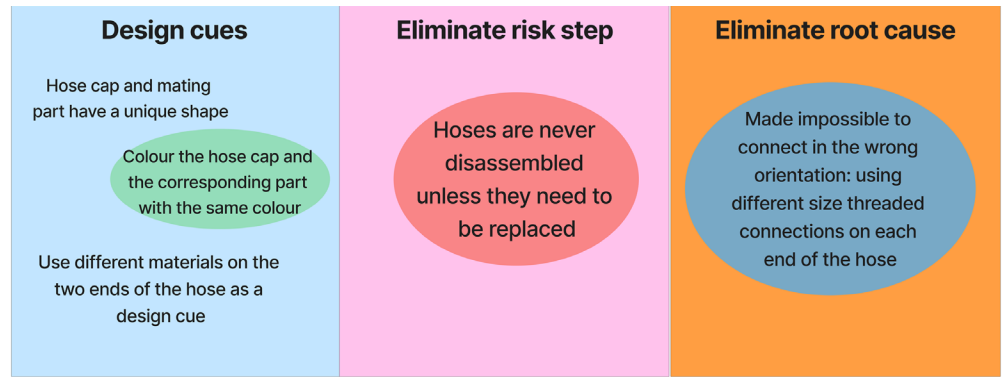 Design cues
Hose cap and mating
part have a unique shape
Colour the hose cap and
the corresponding part
with the same colour
Use different materials on the
two ends of the hose as a
design cue
Eliminate risk step
Hoses are never
disassembled
unless they need to
be replaced
Eliminate root cause
Made impossible to
connect in the wrong
orientation: using
different size threaded
connections on each
end of the hose